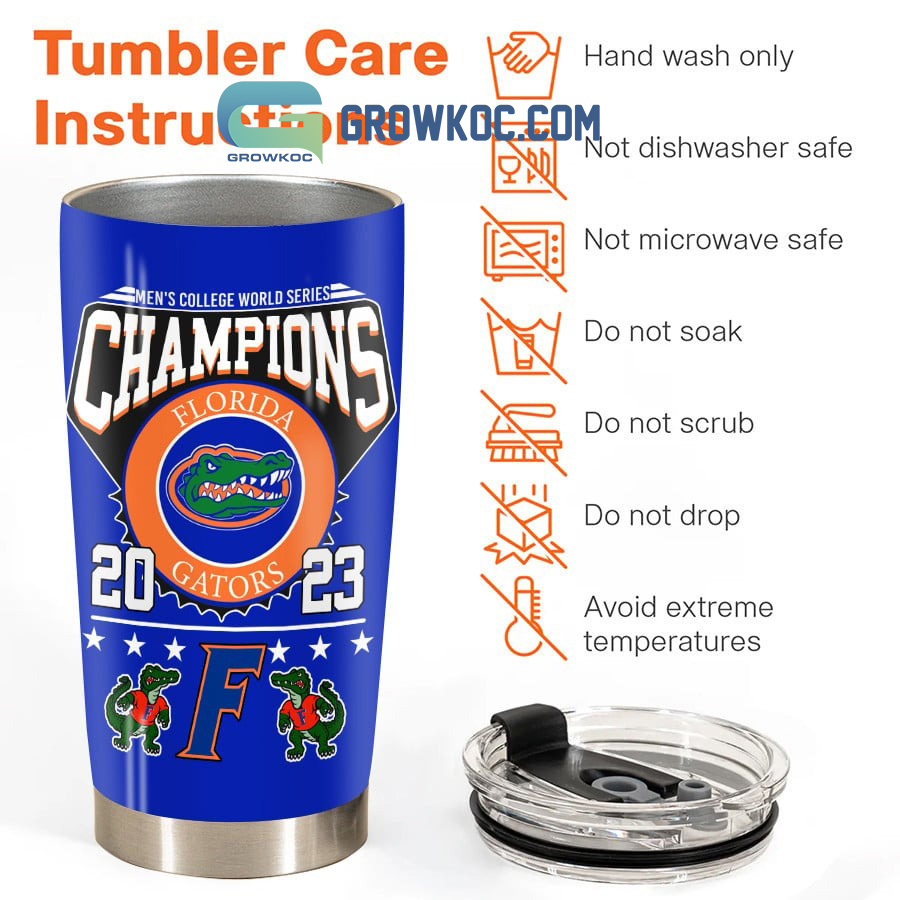 Tumbler Care
Instructions
GROWKOC
GROWKOC.COM
Hand wash only
Not dishwasher safe
Not microwave safe
Do not soak
Do not scrub
Do not drop
Avoid extreme
temperatures
MEN'S COLLEGE WORLD SERIES
CHAMPIONS
FLORIDA
GATORS
20 23
F
F
F